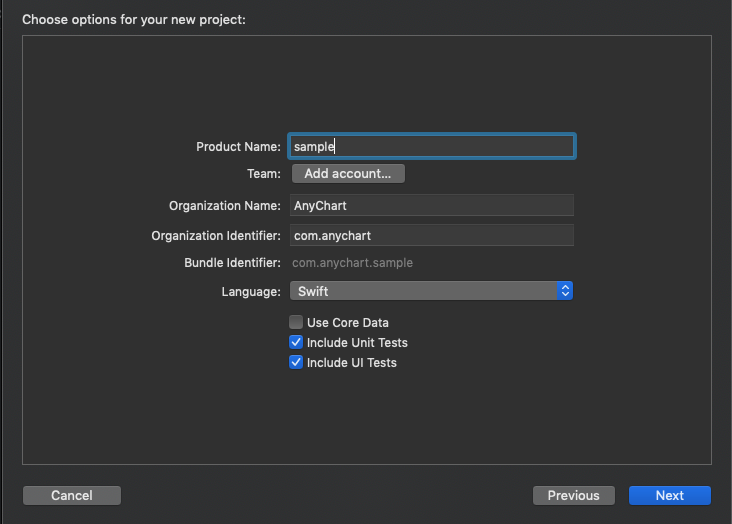 Choose options for your new project:
Product Name: sample
Team: Add account...
Organization Name: AnyChart
Organization Identifier: com.anychart
Bundle Identifier: com.anychart.sample
Language: Swift
Use Core Data
Include Unit Tests
Include UI Tests
Cancel Previous Next